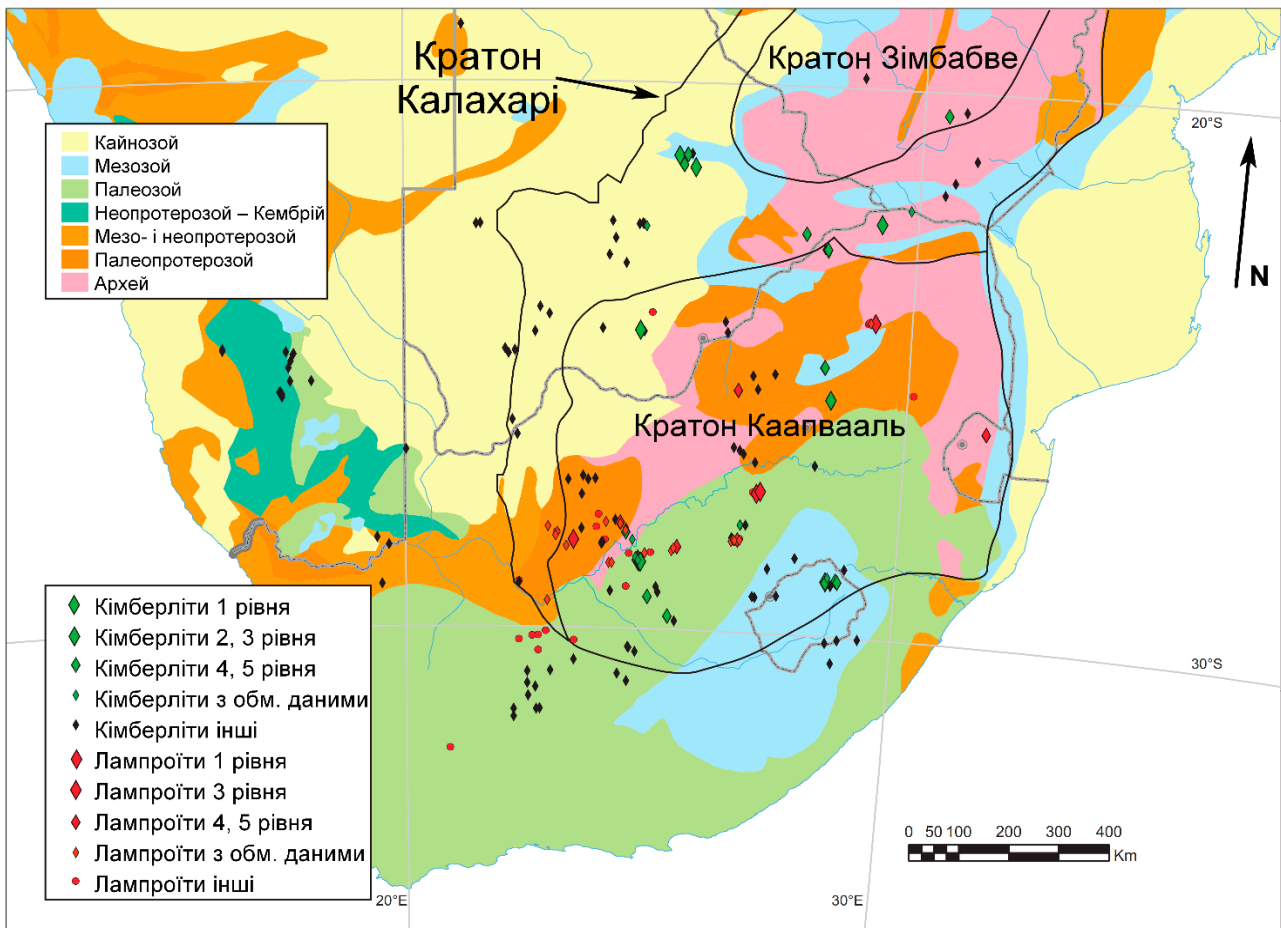 Кратон
Калахарі
Кратон Зімбабве
20°S
Кайнозой
Мезозой
Палеозой
Неопротерозой – Кембрій
Мезо- і неопротерозой
Палеопротерозой
Архей
N
Кратон Каапвааль
Кімберліти 1 рівня
Кімберліти 2, 3 рівня
Кімберліти 4, 5 рівня
Кімберліти з обм. даними
Кімберліти інші
Лампроїти 1 рівня
Лампроїти 3 рівня
Лампроїти 4, 5 рівня
Лампроїти з обм. даними
Лампроїти інші
30°S
0 50 100 200 300 400
Km
20°E
30°E